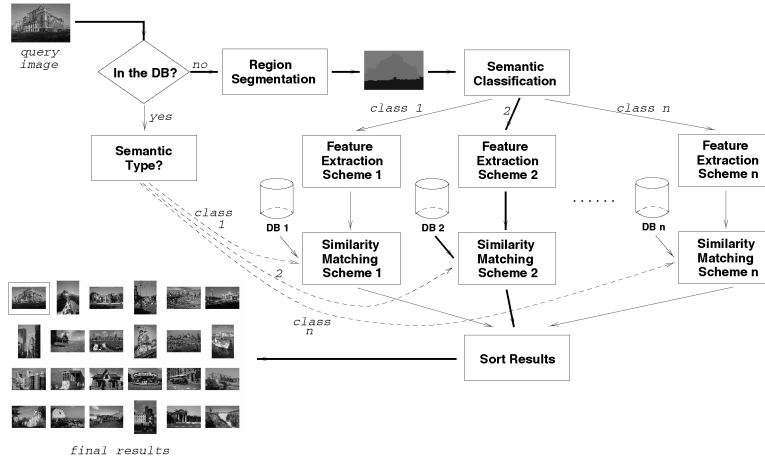 query
image
In the DB?
no
yes
Region
Segmentation
Semantic
Classification
class 1
2
class n
Semantic
Type?
Feature
Extraction
Scheme 1
Feature
Extraction
Scheme 2
Feature
Extraction
Scheme n
......
DB 1
DB 2
DB n
class
1
2
class
n
Similarity
Matching
Scheme 1
Similarity
Matching
Scheme 2
Similarity
Matching
Scheme n
Sort Results
final results